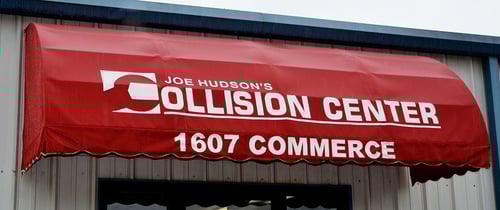 JOE HUDSON'S
COLLISION CENTER
1607 COMMERCE